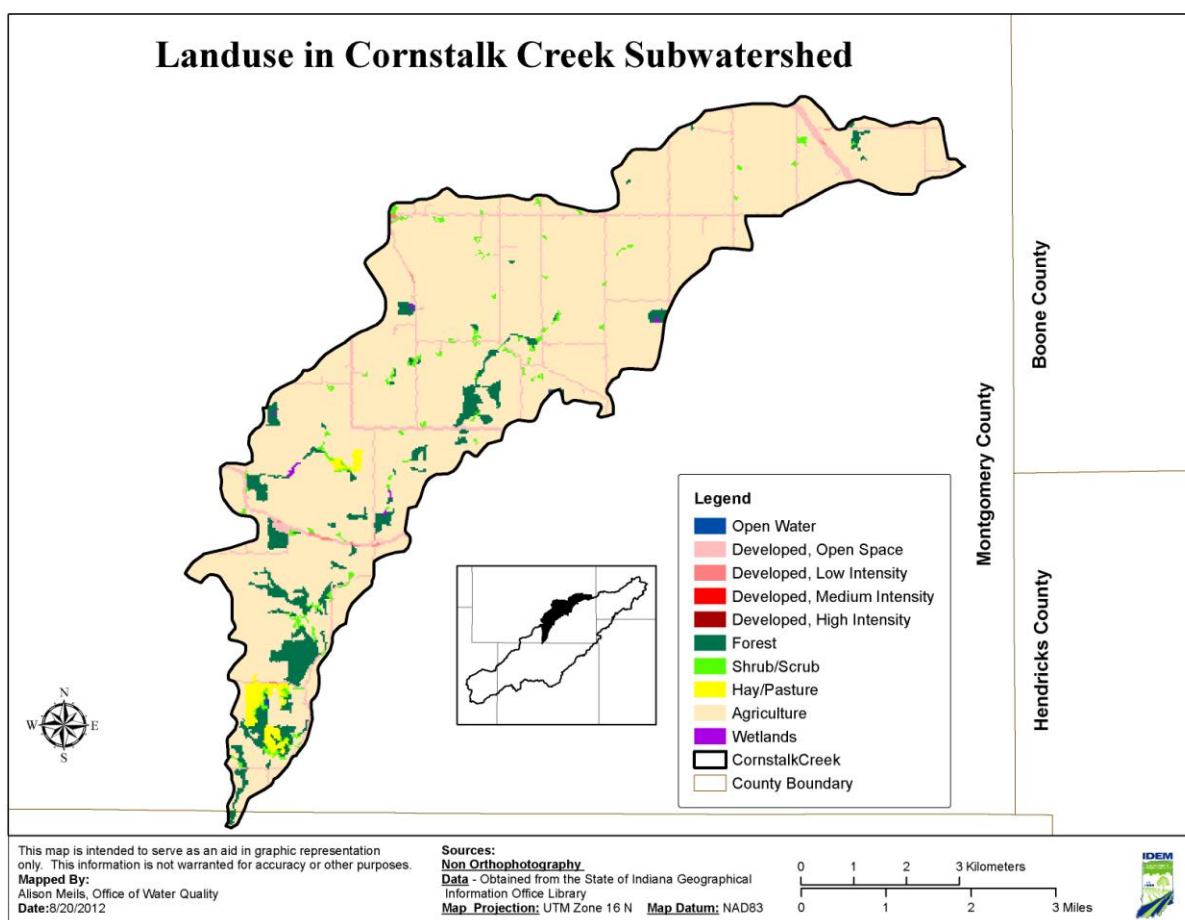 Landuse in Cornstalk Creek Subwatershed
Boone County
Montgomery County
Hendricks County
Legend
Open Water
Developed, Open Space
Developed, Low Intensity
Developed, Medium Intensity
Developed, High Intensity
Forest
Shrub/Scrub
Hay/Pasture
Agriculture
Wetlands
CornstalkCreek
County Boundary
N
W
E
S
This map is intended to serve as an aid in graphic representation
only. This information is not warranted for accuracy or other purposes.
Mapped By:
Alison Meils, Office of Water Quality
Date:8/20/2012
Sources:
Non Orthophotography
Data - Obtained from the State of Indiana Geographical
Information Office Library
Map Projection: UTM Zone 16 N Map Datum: NAD83
0 1 2 3 Kilometers
0 1 2 3 Miles
IDEM